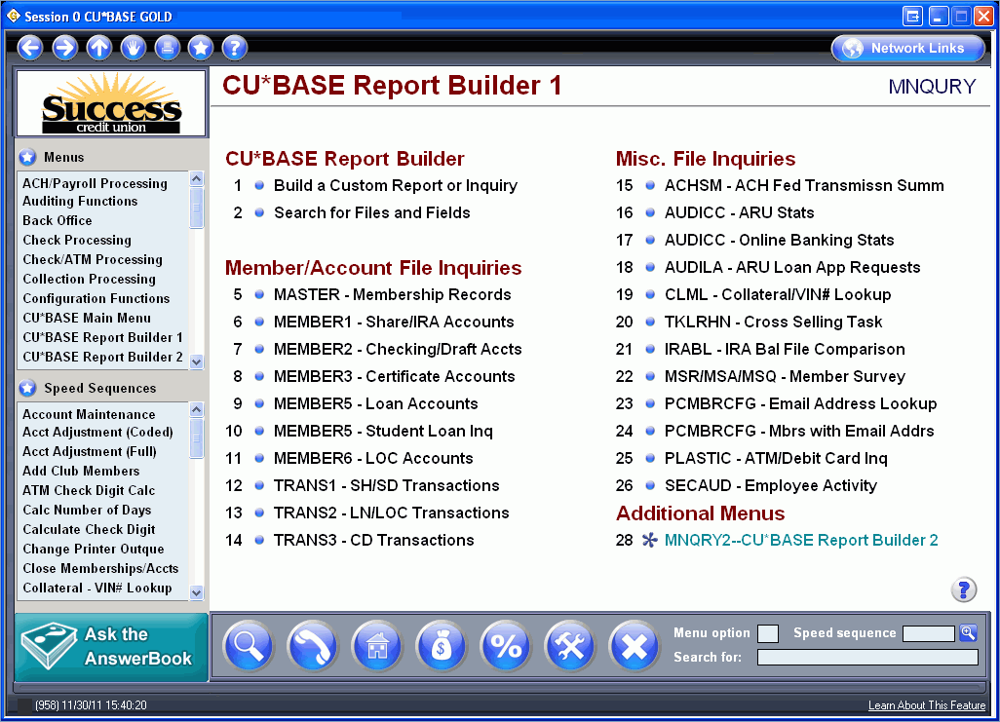 Session 0 CU*BASE GOLD
Network Links
Success
credit union
CU*BASE Report Builder 1
MNQURY
Menus
ACH/Payroll Processing
Auditing Functions
Back Office
Check Processing
Check/ATM Processing
Collection Processing
Configuration Functions
CU*BASE Main Menu
CU*BASE Report Builder 1
CU*BASE Report Builder 2
Speed Sequences
Account Maintenance
Acct Adjustment (Coded)
Acct Adjustment (Full)
Add Club Members
ATM Check Digit Calc
Calc Number of Days
Calculate Check Digit
Change Printer Outque
Close Memberships/Accts
Collateral - VIN# Lookup
Ask the
AnswerBook
CU*BASE Report Builder
1 Build a Custom Report or Inquiry
2 Search for Files and Fields
Member/Account File Inquiries
5 MASTER - Membership Records
6 MEMBER1 - Share/IRA Accounts
7 MEMBER2 - Checking/Draft Accts
8 MEMBER3 - Certificate Accounts
9 MEMBER5 - Loan Accounts
10 MEMBER5 - Student Loan Inq
11 MEMBER6 - LOC Accounts
12 TRANS1 - SH/SD Transactions
13 TRANS2 - LN/LOC Transactions
14 TRANS3 - CD Transactions
Misc. File Inquiries
15 ACHSM - ACH Fed Transmissn Summ
16 AUDICC - ARU Stats
17 AUDICC - Online Banking Stats
18 AUDILA - ARU Loan App Requests
19 CLML - Collateral/VIN# Lookup
20 TKLRHN - Cross Selling Task
21 IRABL - IRA Bal File Comparison
22 MSR/MSA/MSQ - Member Survey
23 PCMBRCFG - Email Address Lookup
24 PCMBRCFG - Mbrs with Email Addrs
25 PLASTIC - ATM/Debit Card Inq
26 SECAUD - Employee Activity
Additional Menus
28 MNQRY2--CU*BASE Report Builder 2
Menu option
Speed sequence
Search for:
(958) 11/30/11 15:40:20
Learn About This Feature